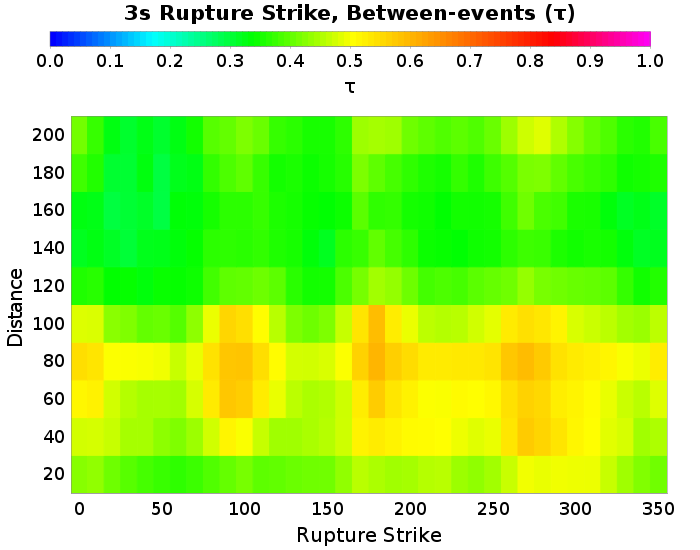 3s Rupture Strike, Between-events (τ)
0.0 0.1 0.2 0.3 0.4 0.5 0.6 0.7 0.8 0.9 1.0
τ
200
180
160
140
120
100
80
60
40
20
Distance
0 50 100 150 200 250 300 350
Rupture Strike